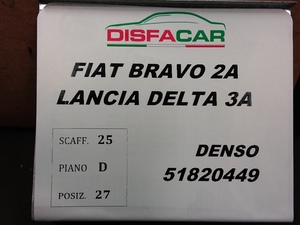 DISFACAR
FIAT BRAVO 2A
LANCIA DELTA 3A
SCAFF. 25
PIANO D
POSIZ. 27
DENSO
51820449